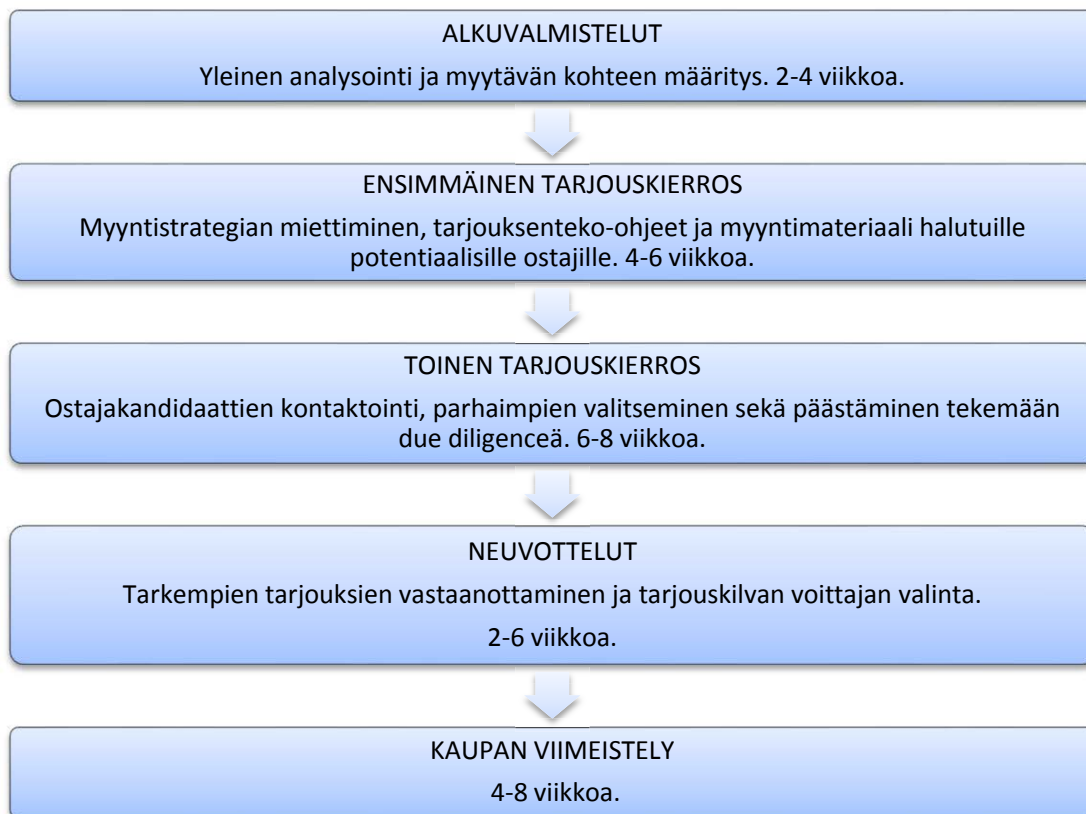 ALKUVALMISTELUT
Yleinen analysointi ja myytävän kohteen määritys. 2-4 viikkoa.
ENSIMMÄINEN TARJOUSKIERROS
Myyntistrategian miettiminen, tarjouksenteko-ohjeet ja myyntimateriaali halutuille
potentiaalisille ostajille. 4-6 viikkoa.
TOINEN TARJOUSKIERROS
Ostajakandidaattien kontaktointi, parhaimpien valitseminen sekä päästäminen tekemään
due diligenceä. 6-8 viikkoa.
NEUVOTTELUT
Tarkempien tarjouksien vastaanottaminen ja tarjouskilvan voittajan valinta.
2-6 viikkoa.
KAUPAN VIIMEISTELY
4-8 viikkoa.